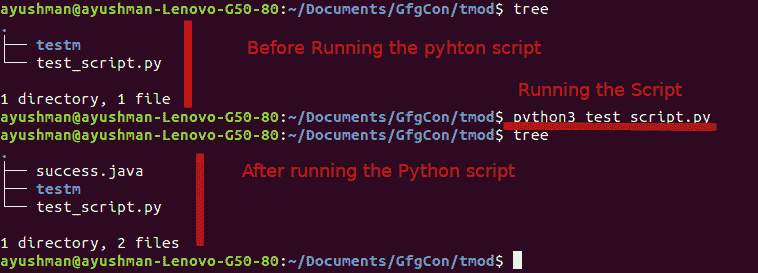 ayushman@ayushman-Lenovo-G50-80:~/Documents/GfgCon/tmod$ tree
.
├── testm
└── test_script.py
Before Running the pyhton script
1 directory, 1 file
Running the Script
ayushman@ayushman-Lenovo-G50-80:~/Documents/GfgCon/tmod$ python3 test_script.py
ayushman@ayushman-Lenovo-G50-80:~/Documents/GfgCon/tmod$ tree
.
├── success.java
├── testm
└── test_script.py
After running the Python script
1 directory, 2 files
ayushman@ayushman-Lenovo-G50-80:~/Documents/GfgCon/tmod$